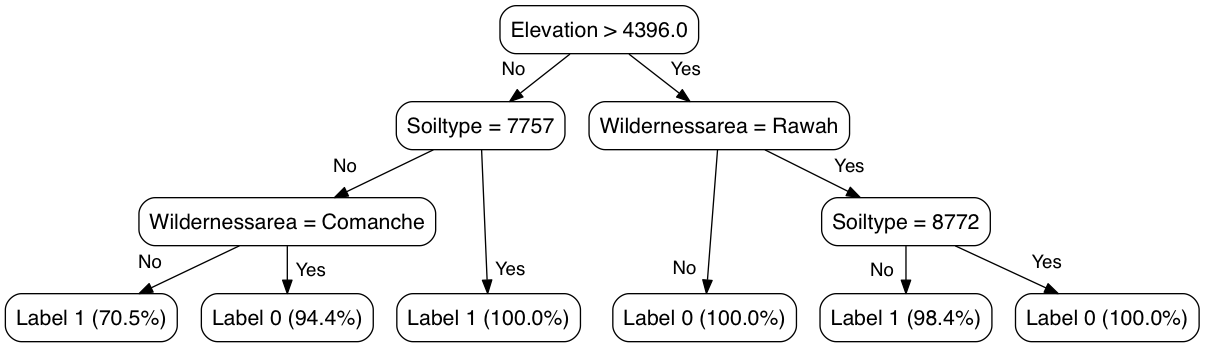 Elevation > 4396.0
No
Yes
Soiltype = 7757
Wildernessarea = Rawah
No
Yes
Wildernessarea = Comanche
Soiltype = 8772
No
Yes
Yes
No
No
Yes
Label 1 (70.5%)
Label 0 (94.4%)
Label 1 (100.0%)
Label 0 (100.0%)
Label 1 (98.4%)
Label 0 (100.0%)